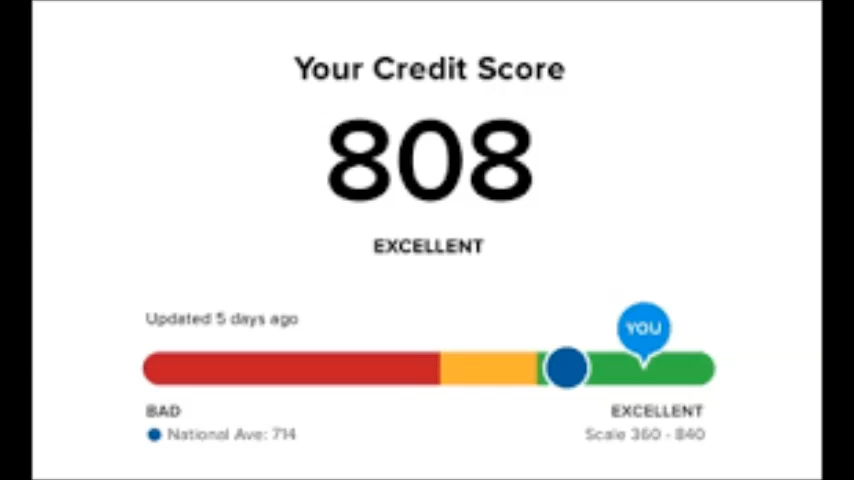 Your Credit Score
808
EXCELLENT
Updated 5 days ago
YOU
BAD
EXCELLENT
National Ave: 714
Scale 360 - 840